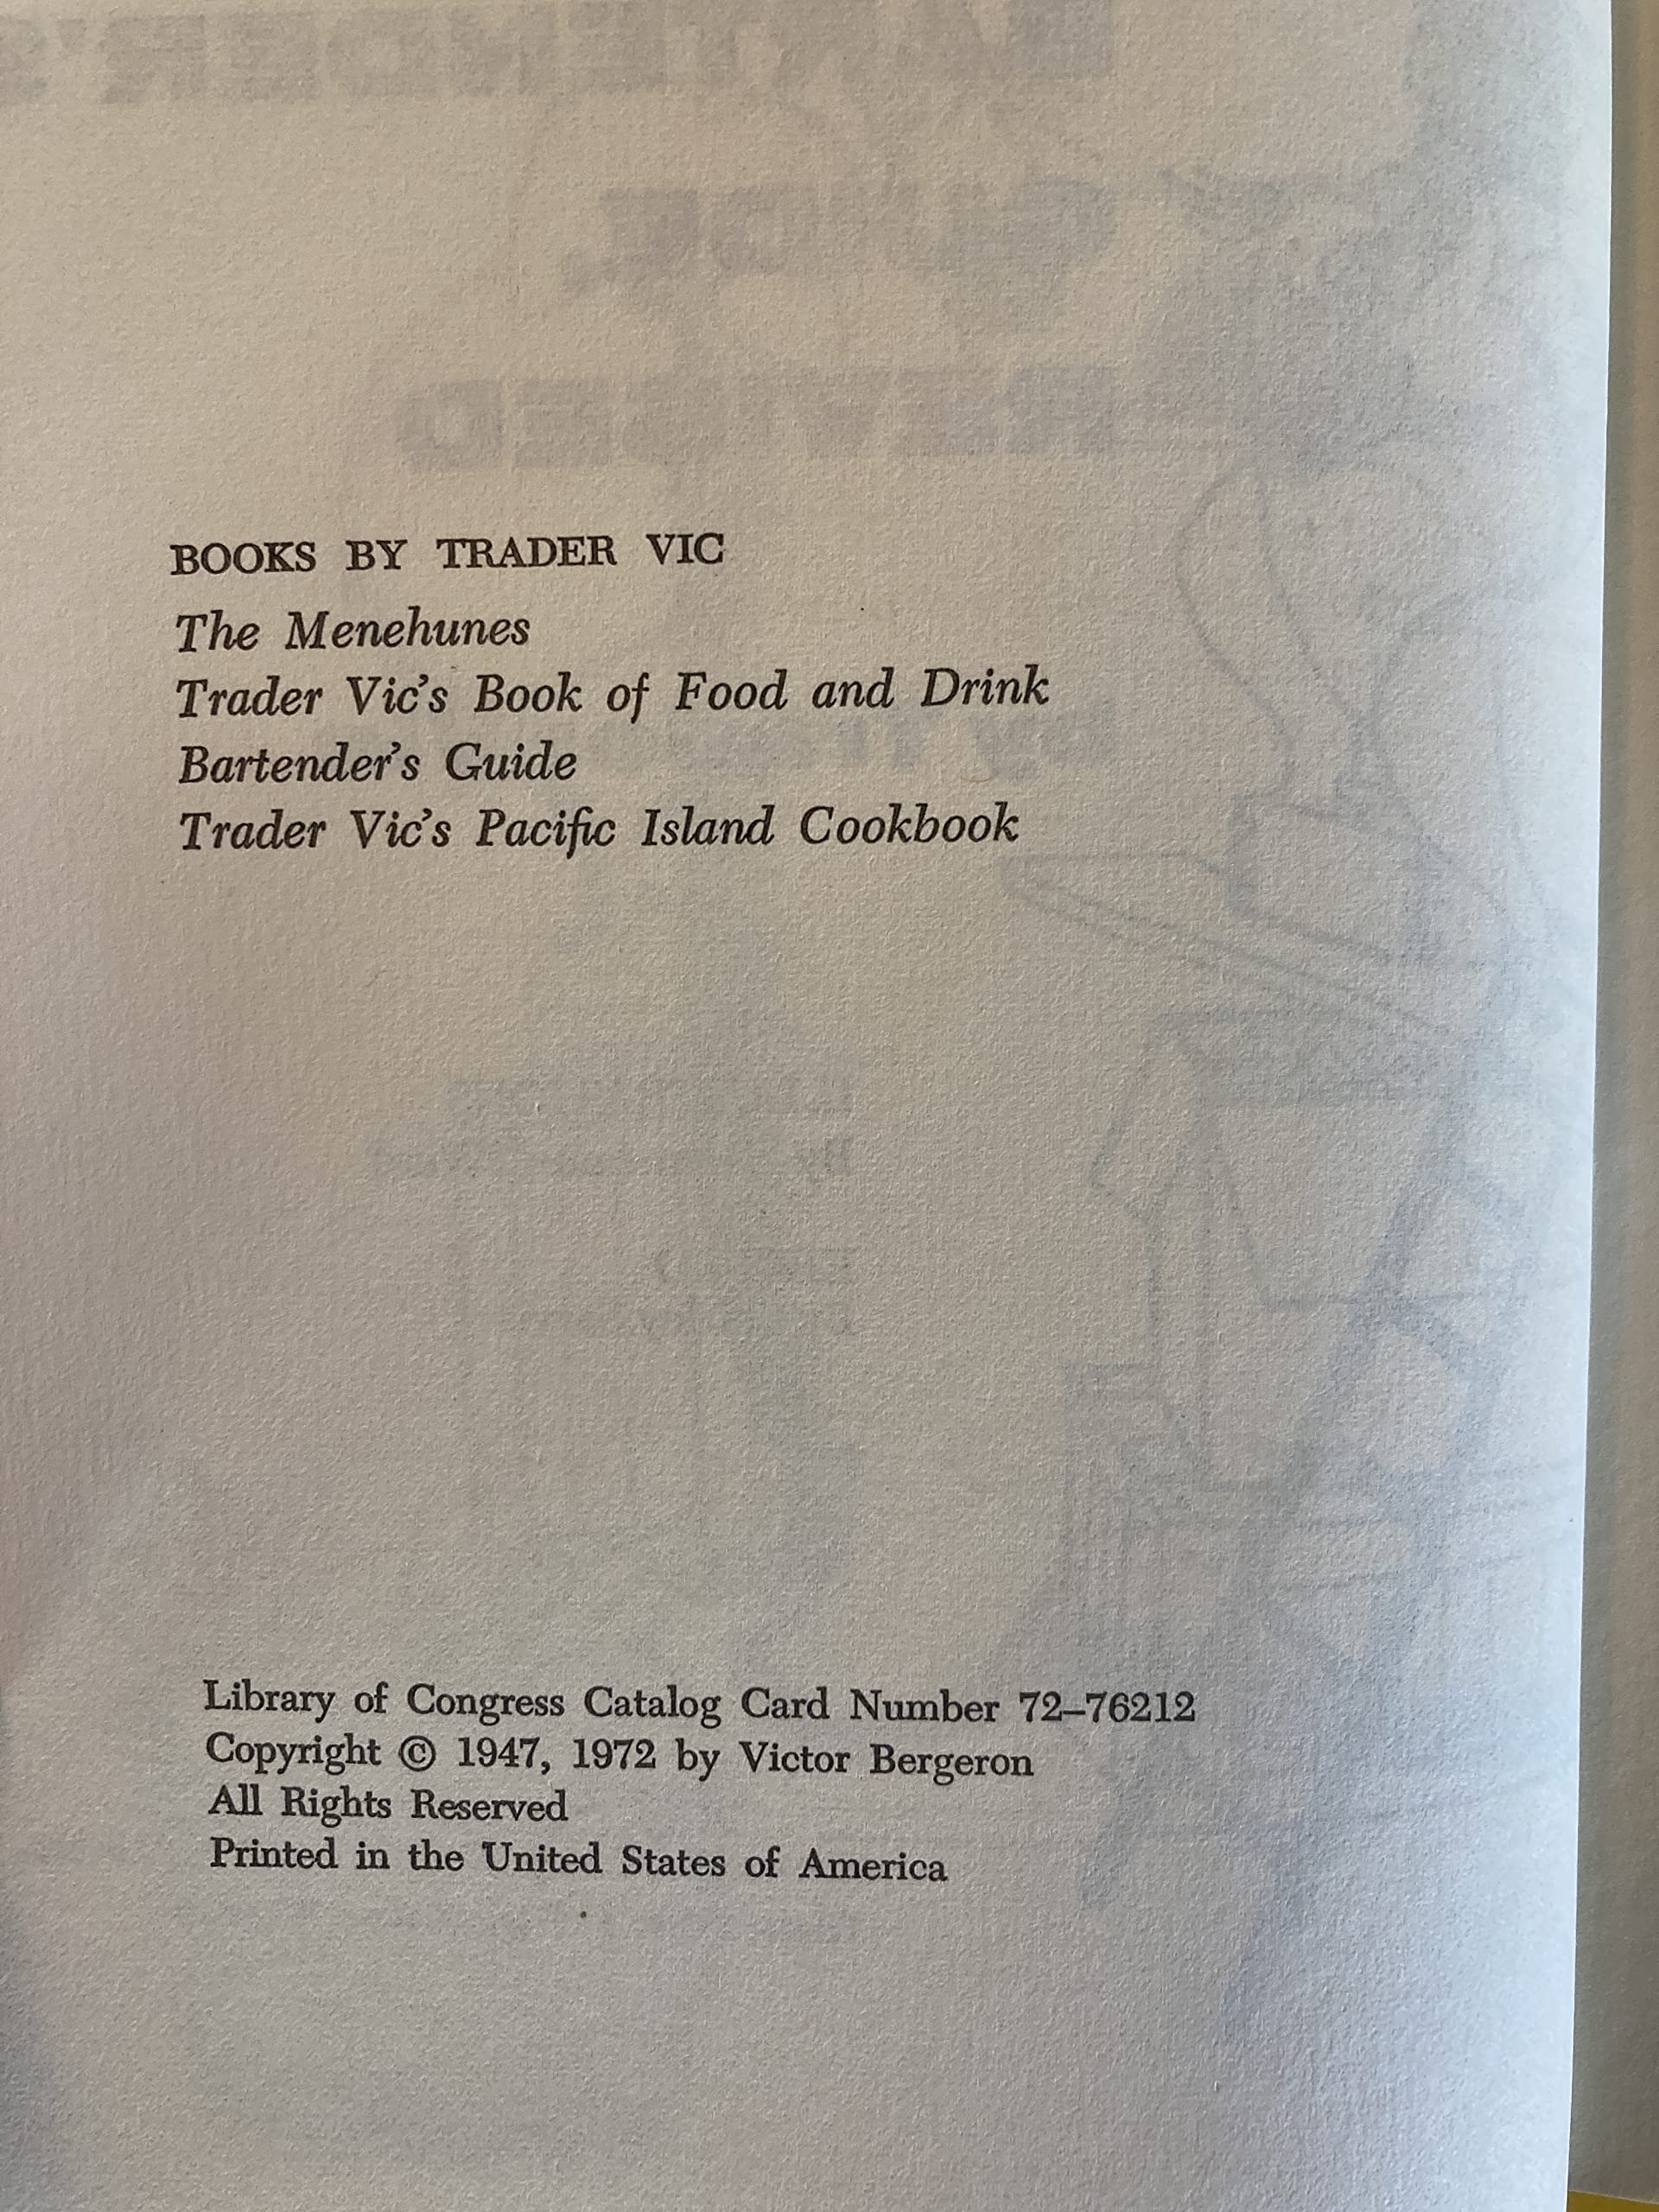 BOOKS BY TRADER VIC
The Menehunes
Trader Vic's Book of Food and Drink
Bartender's Guide
Trader Vic's Pacific Island Cookbook
Library of Congress Catalog Card Number 72–76212
Copyright © 1947, 1972 by Victor Bergeron
All Rights Reserved
Printed in the United States of America